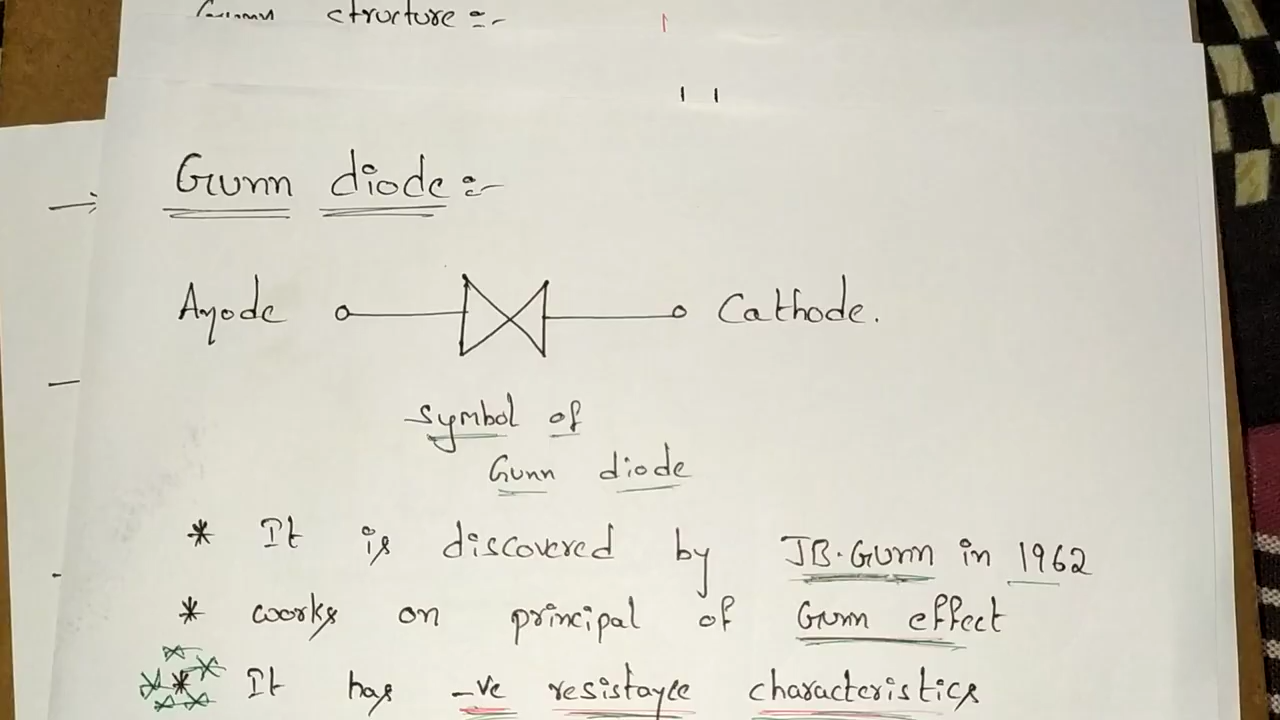 structure :-
Gunn diode :-
Anode Cathode.
Symbol of
Gunn diode
* It is discovered by JB.Gunn in 1962
* works on principal of Gunn effect
* It has -ve resistance characteristics